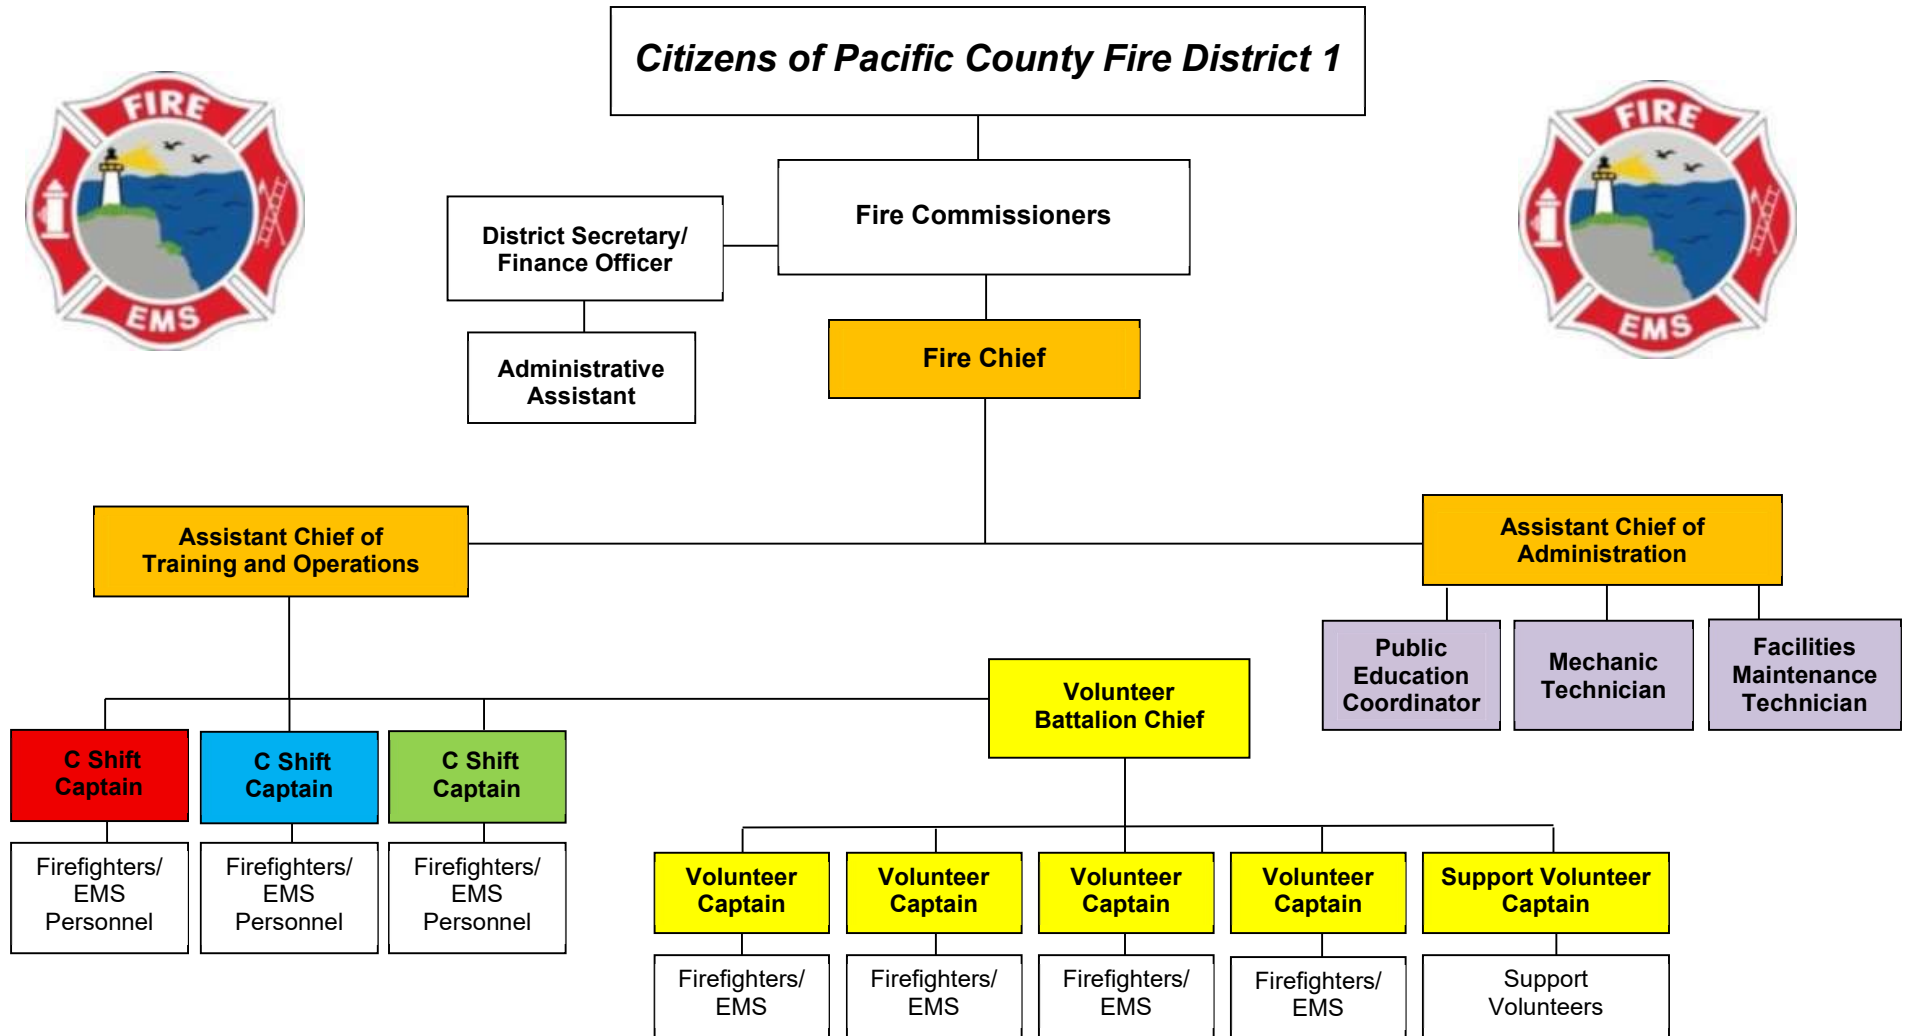 Citizens of Pacific County Fire District 1
FIRE
EMS
FIRE
EMS
Fire Commissioners
District Secretary/
Finance Officer
Administrative
Assistant
Fire Chief
Assistant Chief of
Training and Operations
Assistant Chief of
Administration
Public
Education
Coordinator
Mechanic
Technician
Facilities
Maintenance
Technician
Volunteer
Battalion Chief
C Shift
Captain
C Shift
Captain
C Shift
Captain
Firefighters/
EMS
Personnel
Firefighters/
EMS
Personnel
Firefighters/
EMS
Personnel
Volunteer
Captain
Volunteer
Captain
Volunteer
Captain
Volunteer
Captain
Support Volunteer
Captain
Firefighters/
EMS
Firefighters/
EMS
Firefighters/
EMS
Firefighters/
EMS
Support
Volunteers